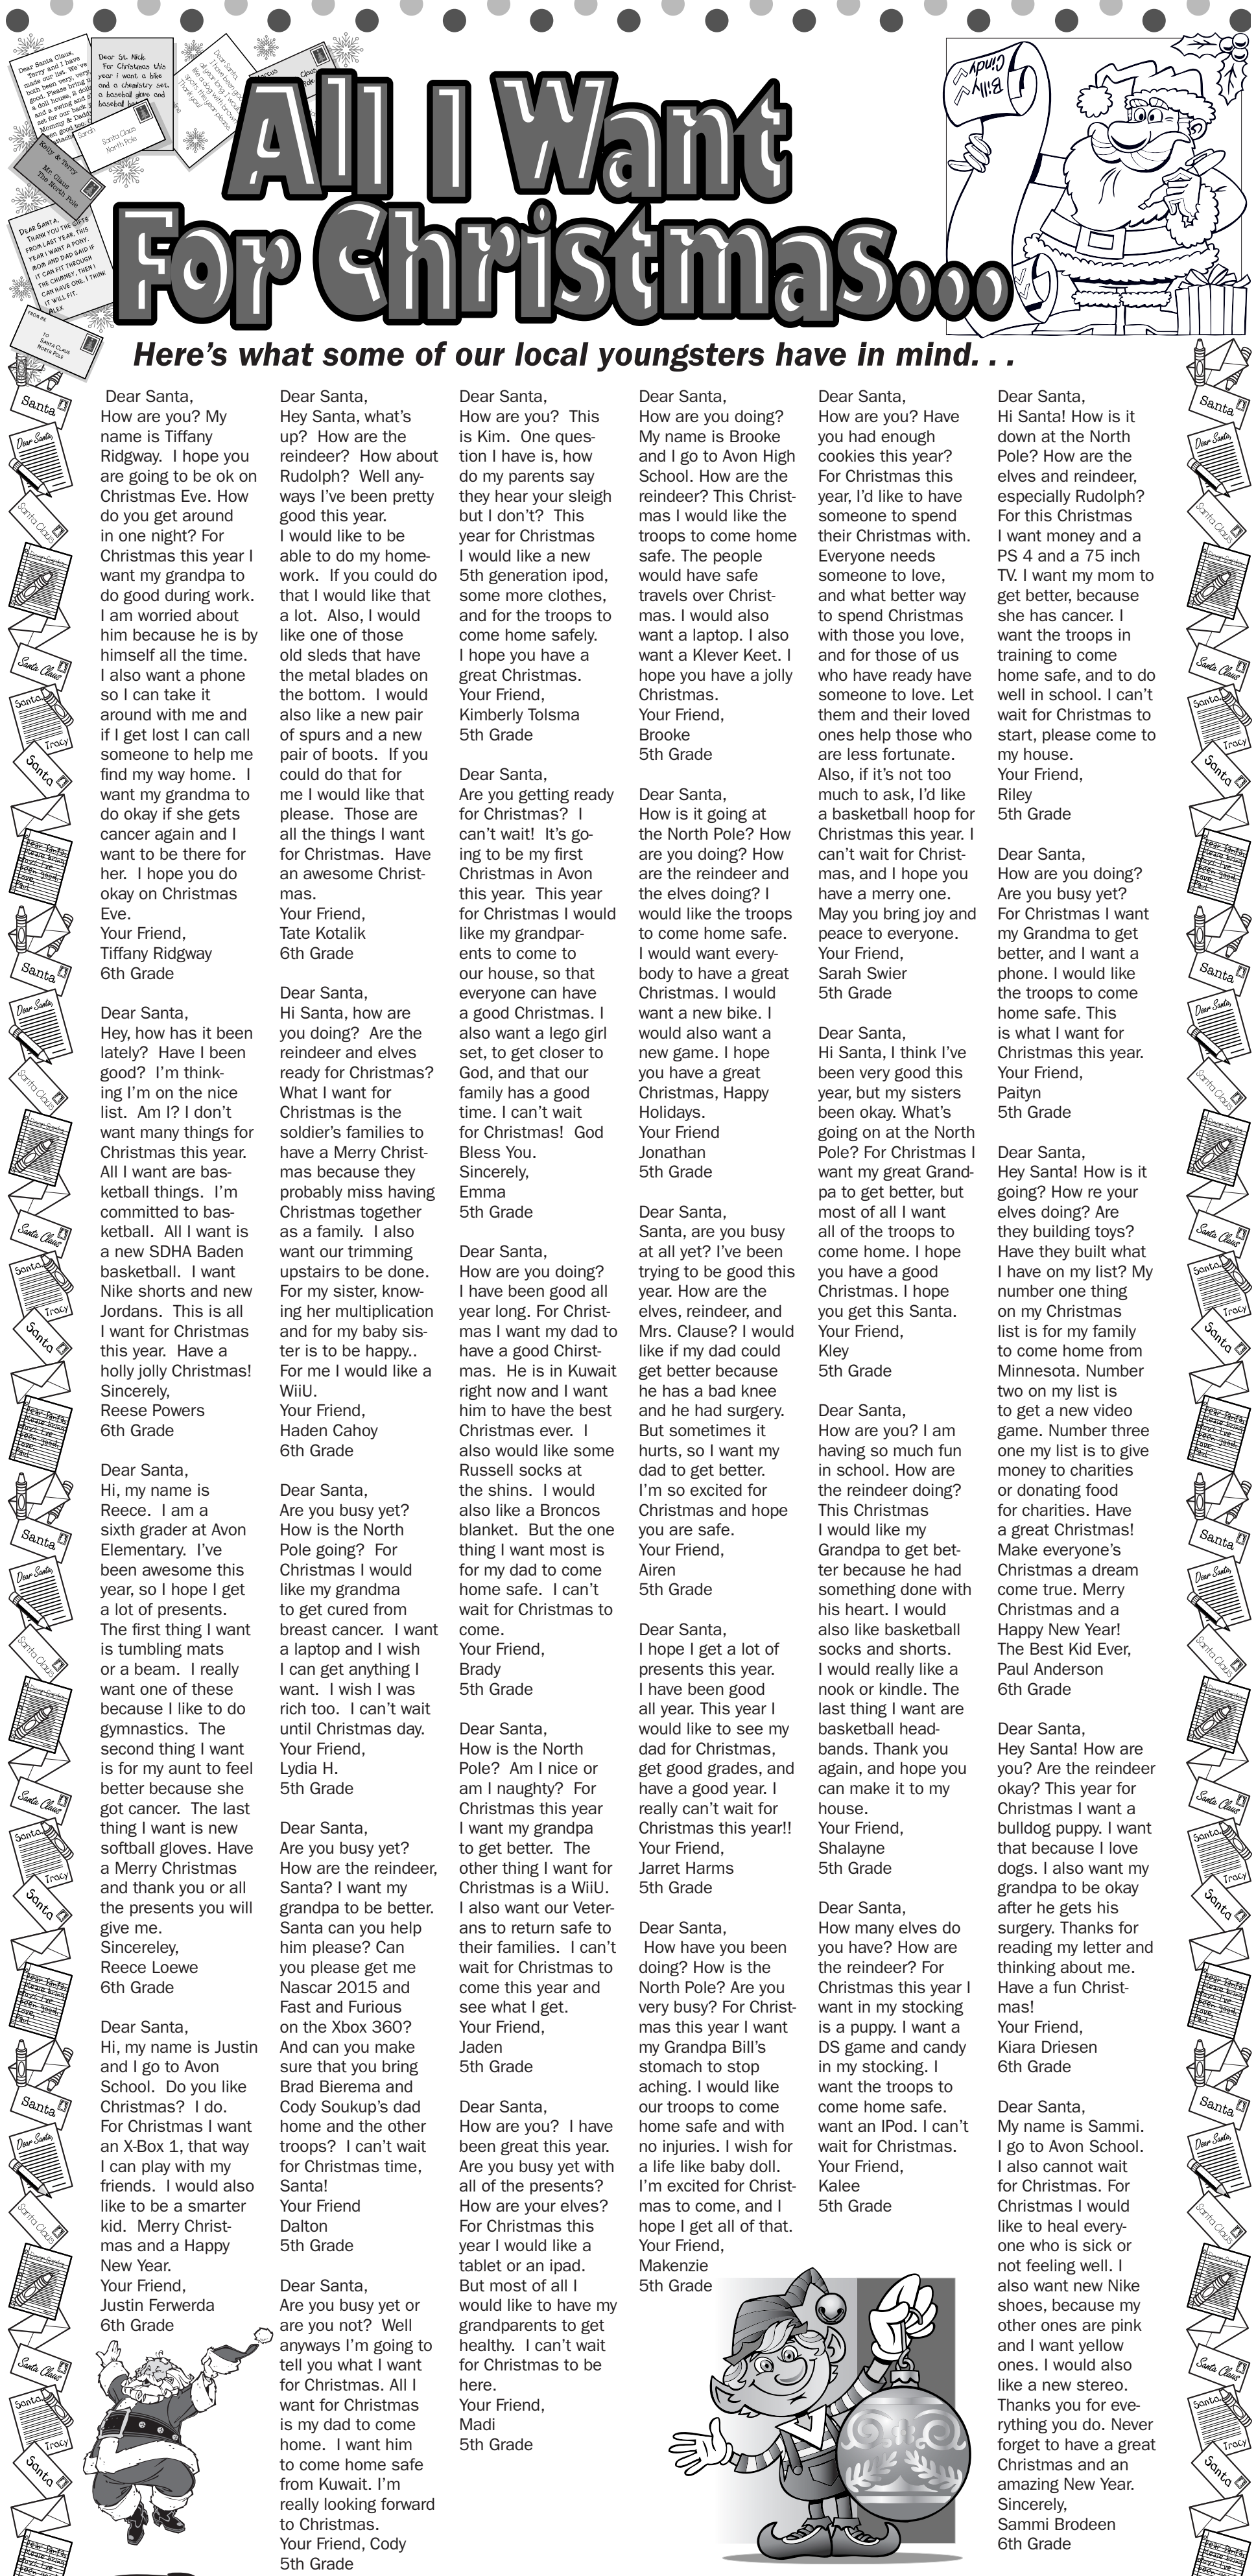 All I Want
For Christmas...
Here's what some of our local youngsters have in mind. . .
Dear Santa,
How are you? My
name is Tiffany
Ridgway.  I hope you
are going to be ok on
Christmas Eve. How
do you get around
in one night? For
Christmas this year I
want my grandpa to
do good during work.
I am worried about
him because he is by
himself all the time.
I also want a phone
so I can take it
around with me and
if I get lost I can call
someone to help me
find my way home.  I
want my grandma to
do okay if she gets
cancer again and I
want to be there for
her.  I hope you do
okay on Christmas
Eve.
Your Friend,
Tiffany Ridgway
6th Grade
Dear Santa,
Hey, how has it been
lately?  Have I been
good?  I'm think-
ing I'm on the nice
list.  Am I? I don't
want many things for
Christmas this year.
All I want are bas-
ketball things.  I'm
committed to bas-
ketball.  All I want is
a new SDHA Baden
basketball.  I want
Nike shorts and new
Jordans.  This is all
I want for Christmas
this year.  Have a
holly jolly Christmas!
Sincerely,
Reese Powers
6th Grade
Dear Santa,
Hi, my name is
Reece.  I am a
sixth grader at Avon
Elementary.  I've
been awesome this
year, so I hope I get
a lot of presents.
The first thing I want
is tumbling mats
or a beam.  I really
want one of these
because I like to do
gymnastics.  The
second thing I want
is for my aunt to feel
better because she
got cancer.  The last
thing I want is new
softball gloves. Have
a Merry Christmas
and thank you or all
the presents you will
give me.
Sincereley,
Reece Loewe
6th Grade
Dear Santa,
Hi, my name is Justin
and I go to Avon
School.  Do you like
Christmas?  I do.
For Christmas I want
an X-Box 1, that way
I can play with my
friends.  I would also
like to be a smarter
kid.  Merry Christ-
mas and a Happy
New Year.
Your Friend,
Justin Ferwerda
6th Grade
Dear Santa,
Hey Santa, what's
up?  How are the
reindeer?  How about
Rudolph?  Well any-
ways I've been pretty
good this year.
I would like to be
able to do my home-
work.  If you could do
that I would like that
a lot.  Also, I would
like one of those
old sleds that have
the metal blades on
the bottom.  I would
also like a new pair
of spurs and a new
pair of boots.  If you
could do that for
me I would like that
please.  Those are
all the things I want
for Christmas.  Have
an awesome Christ-
mas.
Your Friend,
Tate Kotalik
6th Grade
Dear Santa,
Hi Santa, how are
you doing?  Are the
reindeer and elves
ready for Christmas?
What I want for
Christmas is the
soldier's families to
have a Merry Christ-
mas because they
probably miss having
Christmas together
as a family.  I also
want our trimming
upstairs to be done.
For my sister, know-
ing her multiplication
and for my baby sis-
ter is to be happy..
For me I would like a
WiiU.
Your Friend,
Haden Cahoy
6th Grade
Dear Santa,
Are you busy yet?
How is the North
Pole going?  For
Christmas I would
like my grandma
to get cured from
breast cancer.  I want
a laptop and I wish
I can get anything I
want.  I wish I was
rich too.  I can't wait
until Christmas day.
Your Friend,
Lydia H.
5th Grade
Dear Santa,
Are you busy yet?
How are the reindeer,
Santa? I want my
grandpa to be better.
Santa can you help
him please? Can
you please get me
Nascar 2015 and
Fast and Furious
on the Xbox 360?
And can you make
sure that you bring
Brad Bierema and
Cody Soukup's dad
home and the other
troops?  I can't wait
for Christmas time,
Santa!
Your Friend
Dalton
5th Grade
Dear Santa,
Are you busy yet or
are you not?  Well
anyways I'm going to
tell you what I want
for Christmas. All I
want for Christmas
is my dad to come
home.  I want him
to come home safe
from Kuwait. I'm
really looking forward
to Christmas.
Your Friend, Cody
5th Grade
Dear Santa,
How are you?  This
is Kim.  One ques-
tion I have is, how
do my parents say
they hear your sleigh
but I don't?  This
year for Christmas
I would like a new
5th generation ipod,
some more clothes,
and for the troops to
come home safely.
I hope you have a
great Christmas.
Your Friend,
Kimberly Tolsma
5th Grade
Dear Santa,
Are you getting ready
for Christmas?  I
can't wait!  It's go-
ing to be my first
Christmas in Avon
this year.  This year
for Christmas I would
like my grandpar-
ents to come to
our house, so that
everyone can have
a good Christmas. I
also want a lego girl
set, to get closer to
God, and that our
family has a good
time. I can't wait
for Christmas!  God
Bless You.
Sincerely,
Emma
5th Grade
Dear Santa,
How are you doing?
I have been good all
year long. For Christ-
mas I want my dad to
have a good Chirst-
mas.  He is in Kuwait
right now and I want
him to have the best
Christmas ever.  I
also would like some
Russell socks at
the shins.  I would
also like a Broncos
blanket.  But the one
thing I want most is
for my dad to come
home safe.  I can't
wait for Christmas to
come.
Your Friend,
Brady
5th Grade
Dear Santa,
How is the North
Pole?  Am I nice or
am I naughty?  For
Christmas this year
I want my grandpa
to get better.  The
other thing I want for
Christmas is a WiiU.
I also want our Veter-
ans to return safe to
their families.  I can't
wait for Christmas to
come this year and
see what I get.
Your Friend,
Jaden
5th Grade
Dear Santa,
How are you?  I have
been great this year.
Are you busy yet with
all of the presents?
How are your elves?
For Christmas this
year I would like a
tablet or an ipad.
But most of all I
would like to have my
grandparents to get
healthy.  I can't wait
for Christmas to be
here.
Your Friend,
Madi
5th Grade
Dear Santa,
How are you doing?
My name is Brooke
and I go to Avon High
School. How are the
reindeer? This Christ-
mas I would like the
troops to come home
safe. The people
would have safe
travels over Christ-
mas. I would also
want a laptop. I also
want a Klever Keet. I
hope you have a jolly
Christmas.
Your Friend,
Brooke
5th Grade
Dear Santa,
How is it going at
the North Pole? How
are you doing? How
are the reindeer and
the elves doing? I
would like the troops
to come home safe.
I would want every-
body to have a great
Christmas. I would
want a new bike. I
would also want a
new game. I hope
you have a great
Christmas, Happy
Holidays.
Your Friend
Jonathan
5th Grade
Dear Santa,
Santa, are you busy
at all yet? I've been
trying to be good this
year. How are the
elves, reindeer, and
Mrs. Clause? I would
like if my dad could
get better because
he has a bad knee
and he had surgery.
But sometimes it
hurts, so I want my
dad to get better.
I'm so excited for
Christmas and hope
you are safe.
Your Friend,
Airen
5th Grade
Dear Santa,
I hope I get a lot of
presents this year.
I have been good
all year. This year I
would like to see my
dad for Christmas,
get good grades, and
have a good year. I
really can't wait for
Christmas this year!!
Your Friend,
Jarret Harms
5th Grade
Dear Santa,
How have you been
doing? How is the
North Pole? Are you
very busy? For Christ-
mas this year I want
my Grandpa Bill's
stomach to stop
aching. I would like
our troops to come
home safe and with
no injuries. I wish for
a life like baby doll.
I'm excited for Christ-
mas to come, and I
hope I get all of that.
Your Friend,
Makenzie
5th Grade
Dear Santa,
How are you? Have
you had enough
cookies this year?
For Christmas this
year, I'd like to have
someone to spend
their Christmas with.
Everyone needs
someone to love,
and what better way
to spend Christmas
with those you love,
and for those of us
who have ready have
someone to love. Let
them and their loved
ones help those who
are less fortunate.
Also, if it's not too
much to ask, I'd like
a basketball hoop for
Christmas this year. I
can't wait for Christ-
mas, and I hope you
have a merry one.
May you bring joy and
peace to everyone.
Your Friend,
Sarah Swier
5th Grade
Dear Santa,
Hi Santa, I think I've
been very good this
year, but my sisters
been okay. What's
going on at the North
Pole? For Christmas I
want my great Grand-
pa to get better, but
most of all I want
all of the troops to
come home. I hope
you have a good
Christmas. I hope
you get this Santa.
Your Friend,
Kley
5th Grade
Dear Santa,
How are you? I am
having so much fun
in school. How are
the reindeer doing?
This Christmas
I would like my
Grandpa to get bet-
ter because he had
something done with
his heart. I would
also like basketball
socks and shorts.
I would really like a
nook or kindle. The
last thing I want are
basketball head-
bands. Thank you
again, and hope you
can make it to my
house.
Your Friend,
Shalayne
5th Grade
Dear Santa,
How many elves do
you have? How are
the reindeer? For
Christmas this year I
want in my stocking
is a puppy. I want a
DS game and candy
in my stocking. I
want the troops to
come home safe.
want an IPod. I can't
wait for Christmas.
Your Friend,
Kalee
5th Grade
Dear Santa,
Hi Santa! How is it
down at the North
Pole? How are the
elves and reindeer,
especially Rudolph?
For this Christmas
I want money and a
PS 4 and a 75 inch
TV. I want my mom to
get better, because
she has cancer. I
want the troops in
training to come
home safe, and to do
well in school. I can't
wait for Christmas to
start, please come to
my house.
Your Friend,
Riley
5th Grade
Dear Santa,
How are you doing?
Are you busy yet?
For Christmas I want
my Grandma to get
better, and I want a
phone. I would like
the troops to come
home safe. This
is what I want for
Christmas this year.
Your Friend,
Paityn
5th Grade
Dear Santa,
Hey Santa! How is it
going? How re your
elves doing? Are
they building toys?
Have they built what
I have on my list? My
number one thing
on my Christmas
list is for my family
to come home from
Minnesota. Number
two on my list is
to get a new video
game. Number three
one my list is to give
money to charities
or donating food
for charities. Have
a great Christmas!
Make everyone's
Christmas a dream
come true. Merry
Christmas and a
Happy New Year!
The Best Kid Ever,
Paul Anderson
6th Grade
Dear Santa,
Hey Santa! How are
you? Are the reindeer
okay? This year for
Christmas I want a
bulldog puppy. I want
that because I love
dogs. I also want my
grandpa to be okay
after he gets his
surgery. Thanks for
reading my letter and
thinking about me.
Have a fun Christ-
mas!
Your Friend,
Kiara Driesen
6th Grade
Dear Santa,
My name is Sammi.
I go to Avon School.
I also cannot wait
for Christmas. For
Christmas I would
like to heal every-
one who is sick or
not feeling well. I
also want new Nike
shoes, because my
other ones are pink
and I want yellow
ones. I would also
like a new stereo.
Thanks you for eve-
rything you do. Never
forget to have a great
Christmas and an
amazing New Year.
Sincerely,
Sammi Brodeen
6th Grade